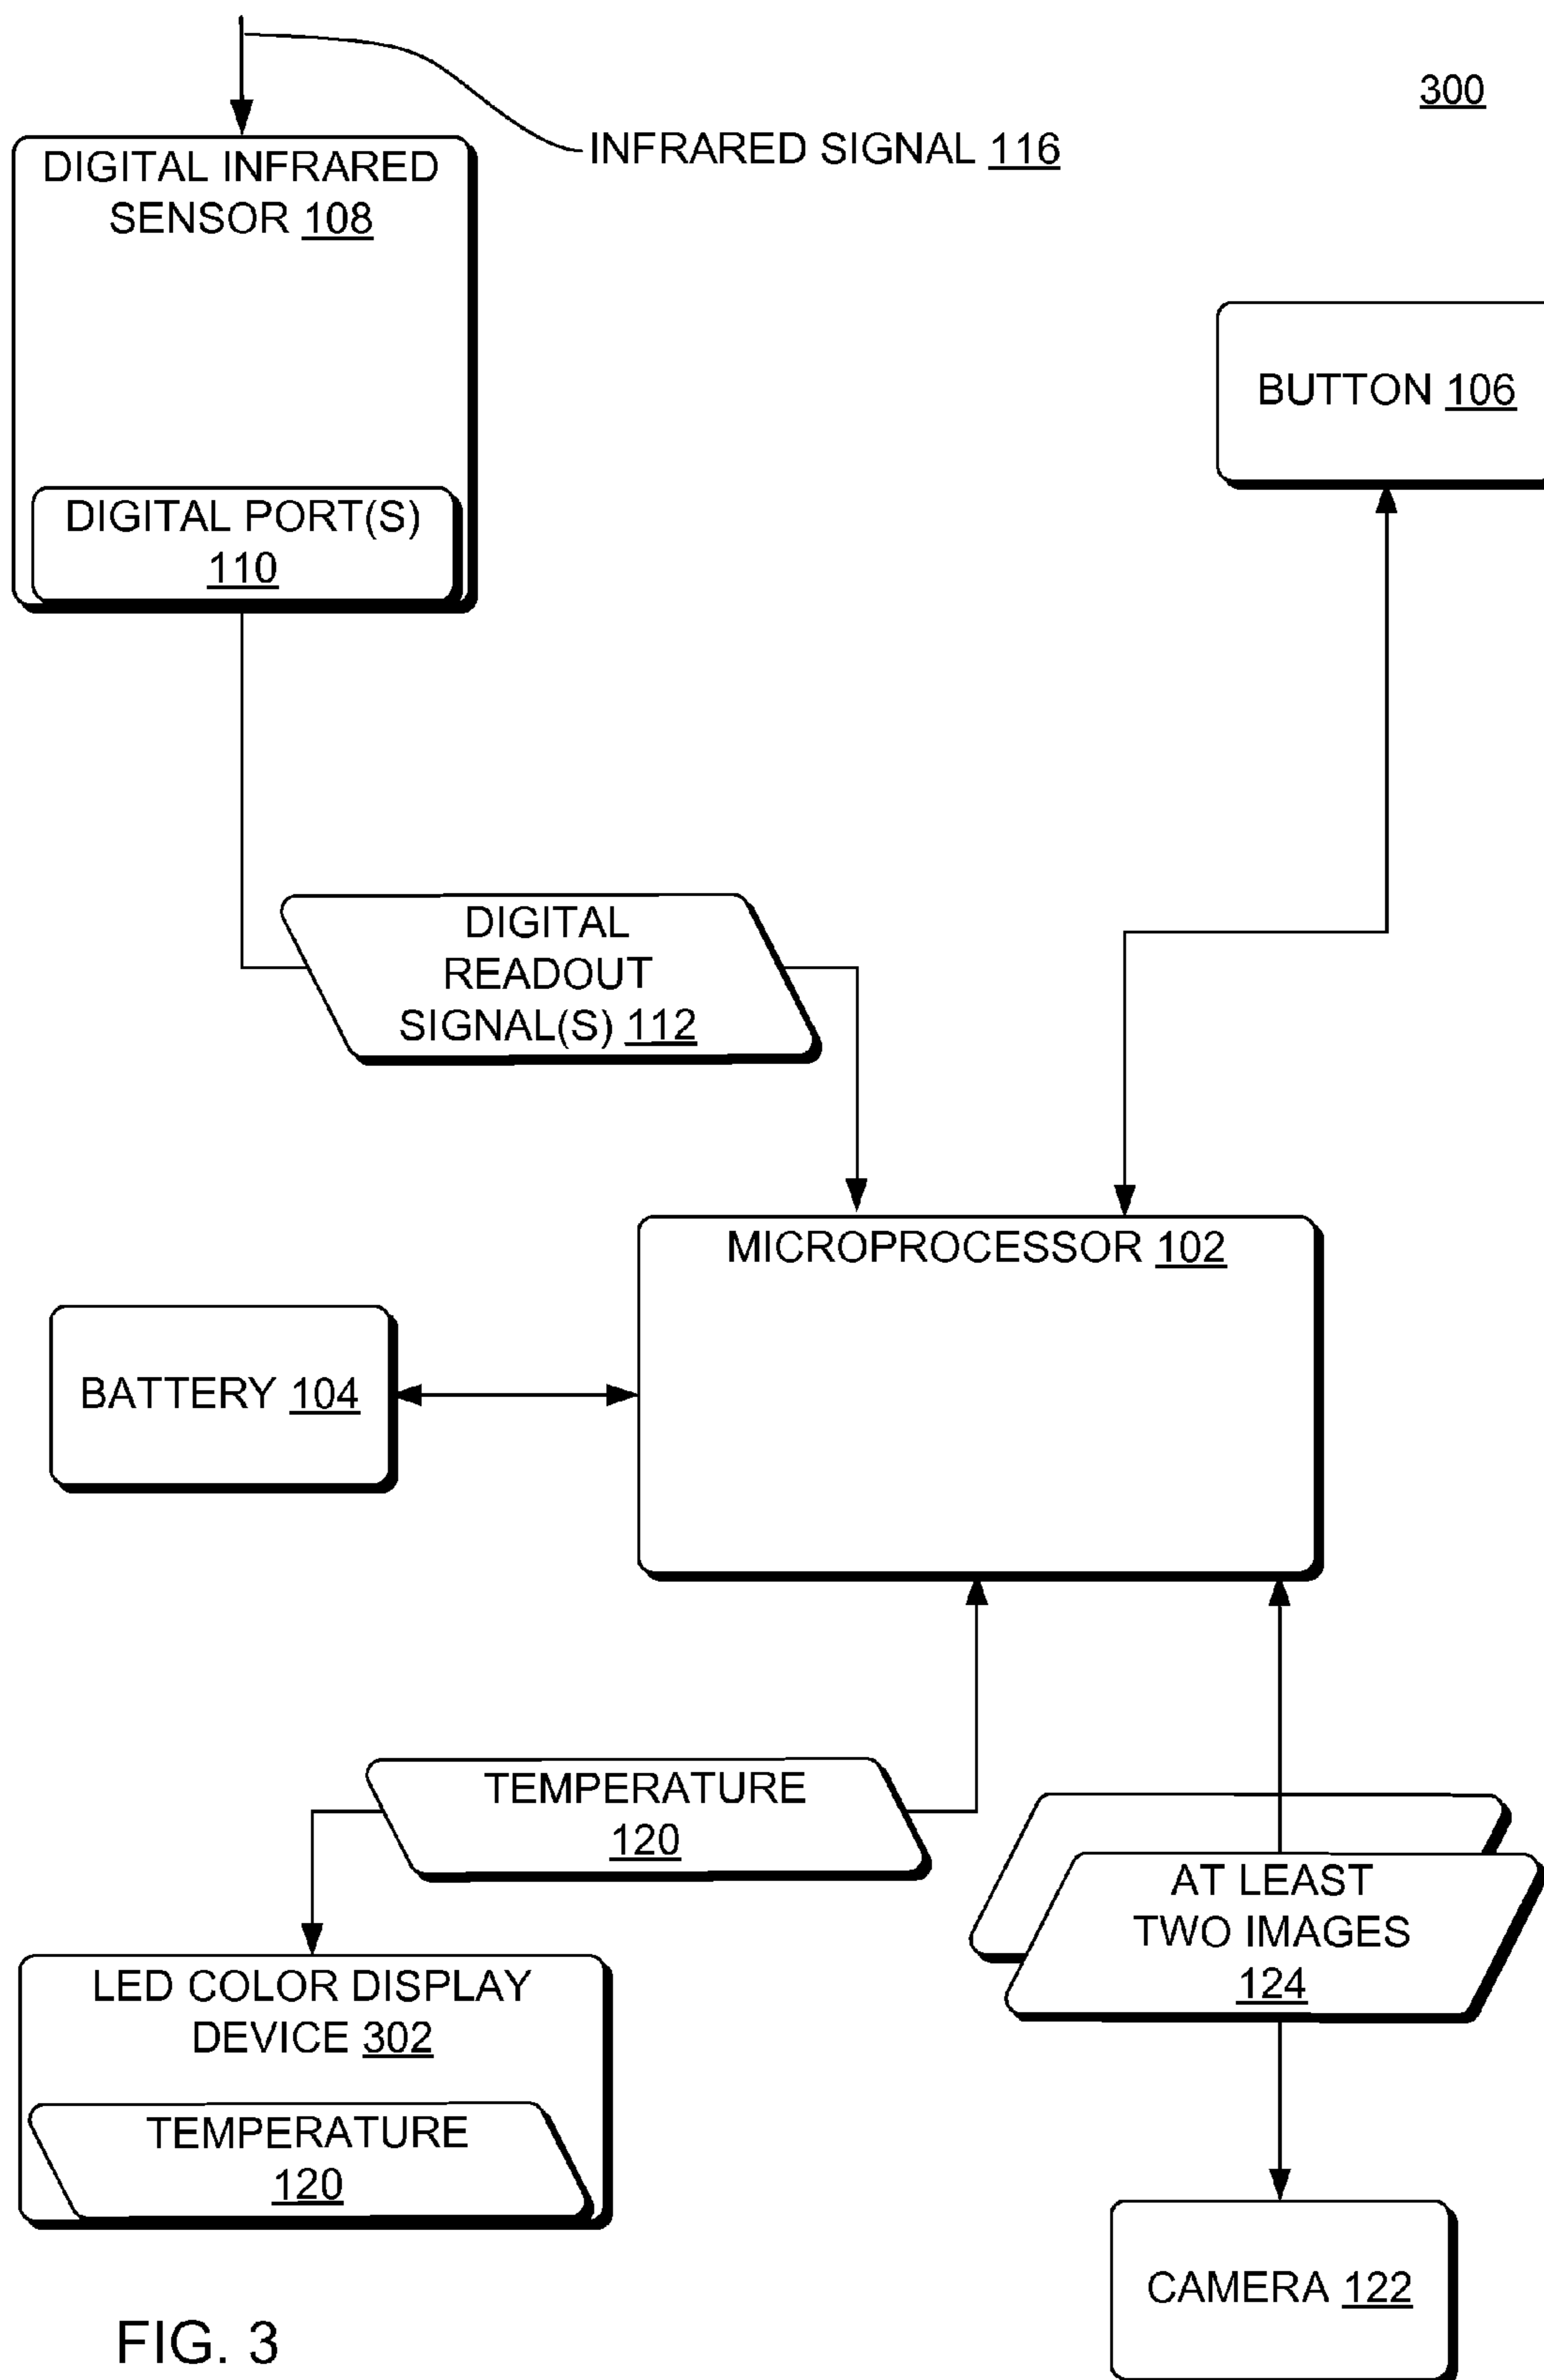 300
INFRARED SIGNAL 116
DIGITAL INFRARED
SENSOR 108
BUTTON 106
DIGITAL PORT(S)
110
DIGITAL
READOUT
SIGNAL(S) 112
MICROPROCESSOR 102
BATTERY 104
TEMPERATURE
120
AT LEAST
TWO IMAGES
124
LED COLOR DISPLAY
DEVICE 302
TEMPERATURE
120
CAMERA 122
FIG. 3